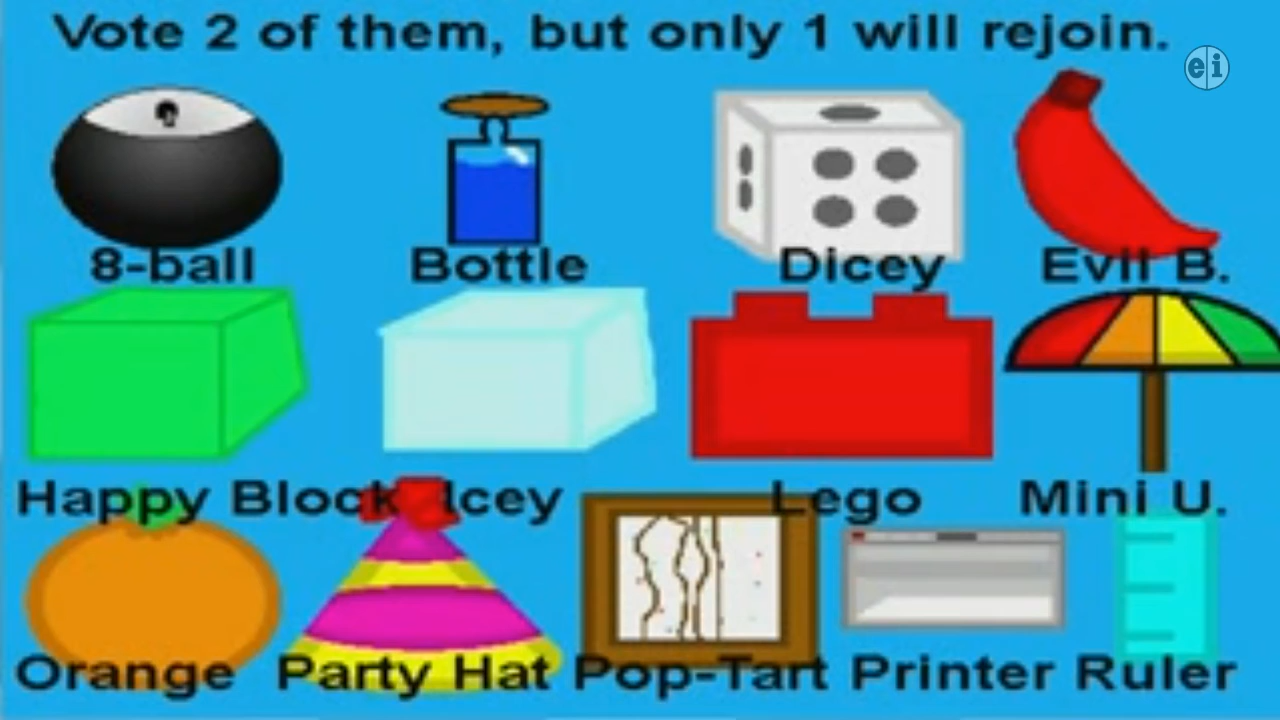 Vote 2 of them, but only 1 will rejoin.
ei
8-ball Bottle Dicey Evil B.
Happy Block Icey Lego Mini U.
Orange Party Hat Pop-Tart Printer Ruler